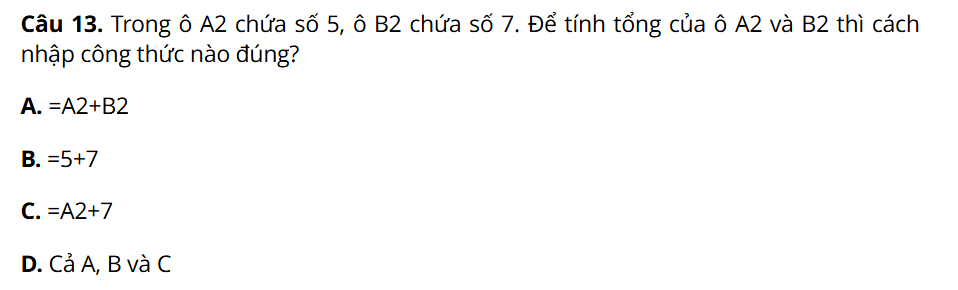 Câu 13. Trong ô A2 chứa số 5, ô B2 chứa số 7. Để tính tổng của ô A2 và B2 thì cách
nhập công thức nào đúng?
A. =A2+B2
B. =5+7
C. =A2+7
D. Cả A, B và C